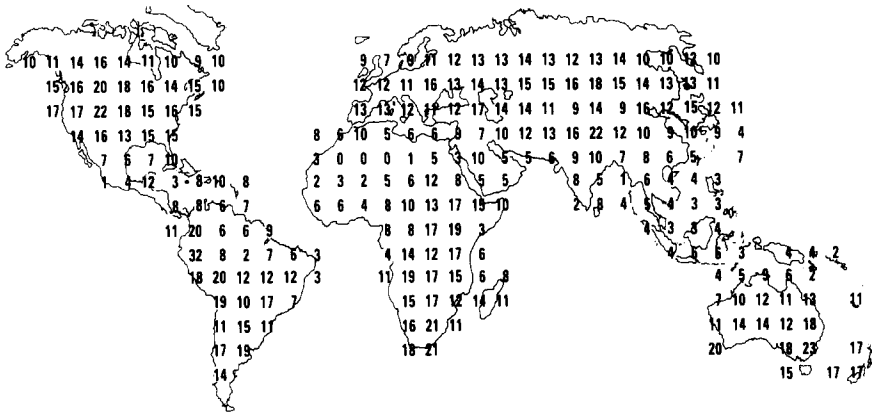 10 11 14 16 14 11 10 9 10 9 7 9 11 12 13 13 14 13 12 13 14 10 10 12 10
15 16 20 18 16 14 15 10 12 12 11 16 13 14 13 15 15 16 18 15 14 13 13 11
17 17 22 18 15 16 15 13 13 12 11 12 17 14 14 11 9 14 9 16 12 15 12 11
14 16 13 15 15 8 6 10 5 6 6 9 7 10 12 13 16 22 12 10 9 10 9 4
7 6 7 10 3 0 0 0 1 5 3 10 5 5 6 9 10 7 8 6 5 7
1 4 12 3 8 10 8 2 3 2 5 6 12 8 5 5 8 5 1 6 4 4 3
8 8 6 7 6 6 4 8 10 13 17 15 10 2 8 4 5 4 3 3
11 20 6 6 9 8 8 17 19 3 4 3 8 4
32 8 2 7 6 3 4 14 12 17 6 4 6 6 3 4 4 2
18 20 12 12 12 3 11 19 17 15 6 8 4 5 9 6 2
19 10 17 7 15 17 12 14 11 7 10 12 11 13 11
11 15 11 16 21 11 11 14 14 12 18
17 19 18 21 20 18 23 17
14 15 17 17